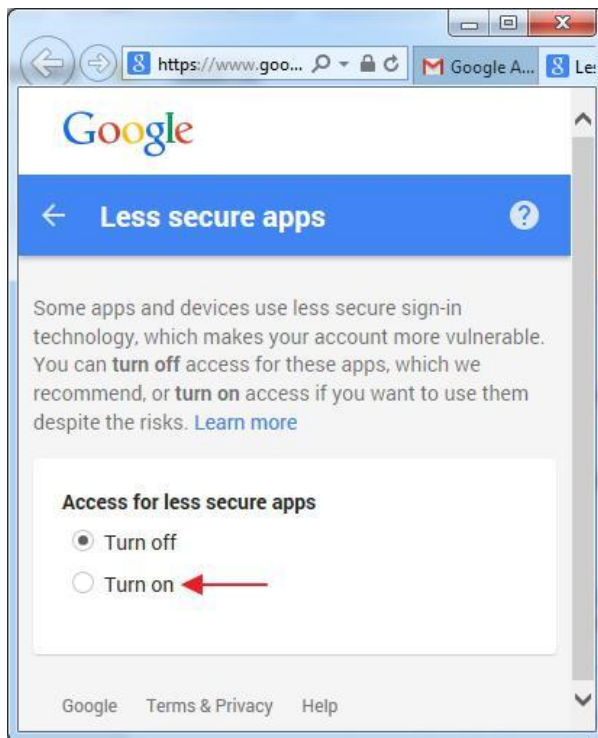 https://www.goo... Google A... Le
Google
Less secure apps ?
Some apps and devices use less secure sign-in
technology, which makes your account more vulnerable.
You can turn off access for these apps, which we
recommend, or turn on access if you want to use them
despite the risks. Learn more
Access for less secure apps
Turn off
Turn on
Google Terms & Privacy Help